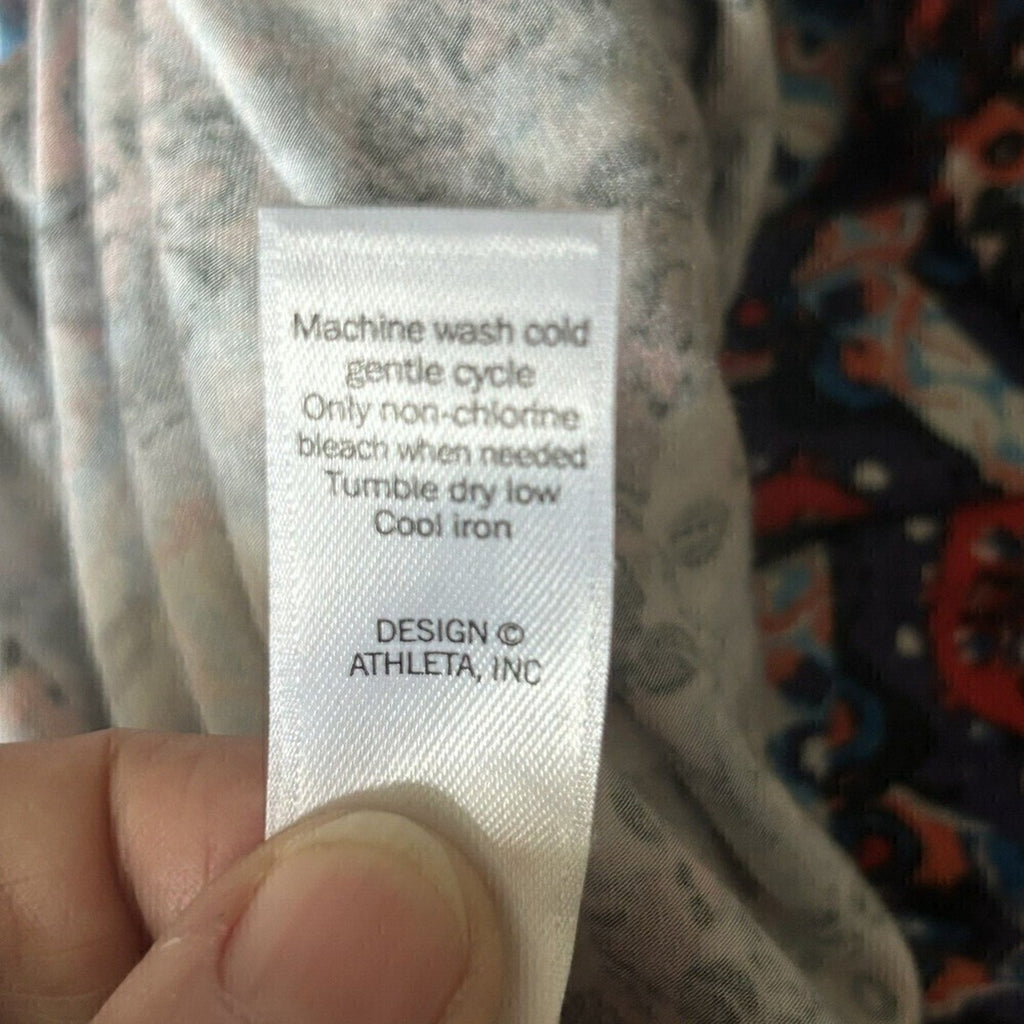 Machine wash cold
gentle cycle
Only non-chlorine
bleach when needed
Tumble dry low
Cool iron
DESIGN ©
ATHLETA, INC